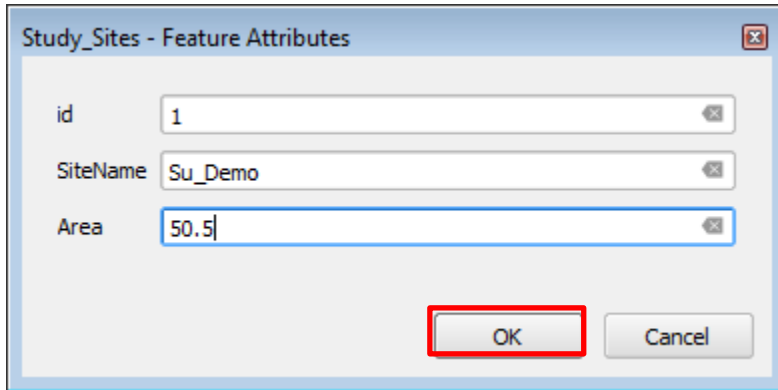 Study_Sites - Feature Attributes
id 1
SiteName Su_Demo
Area 50.5
OK Cancel